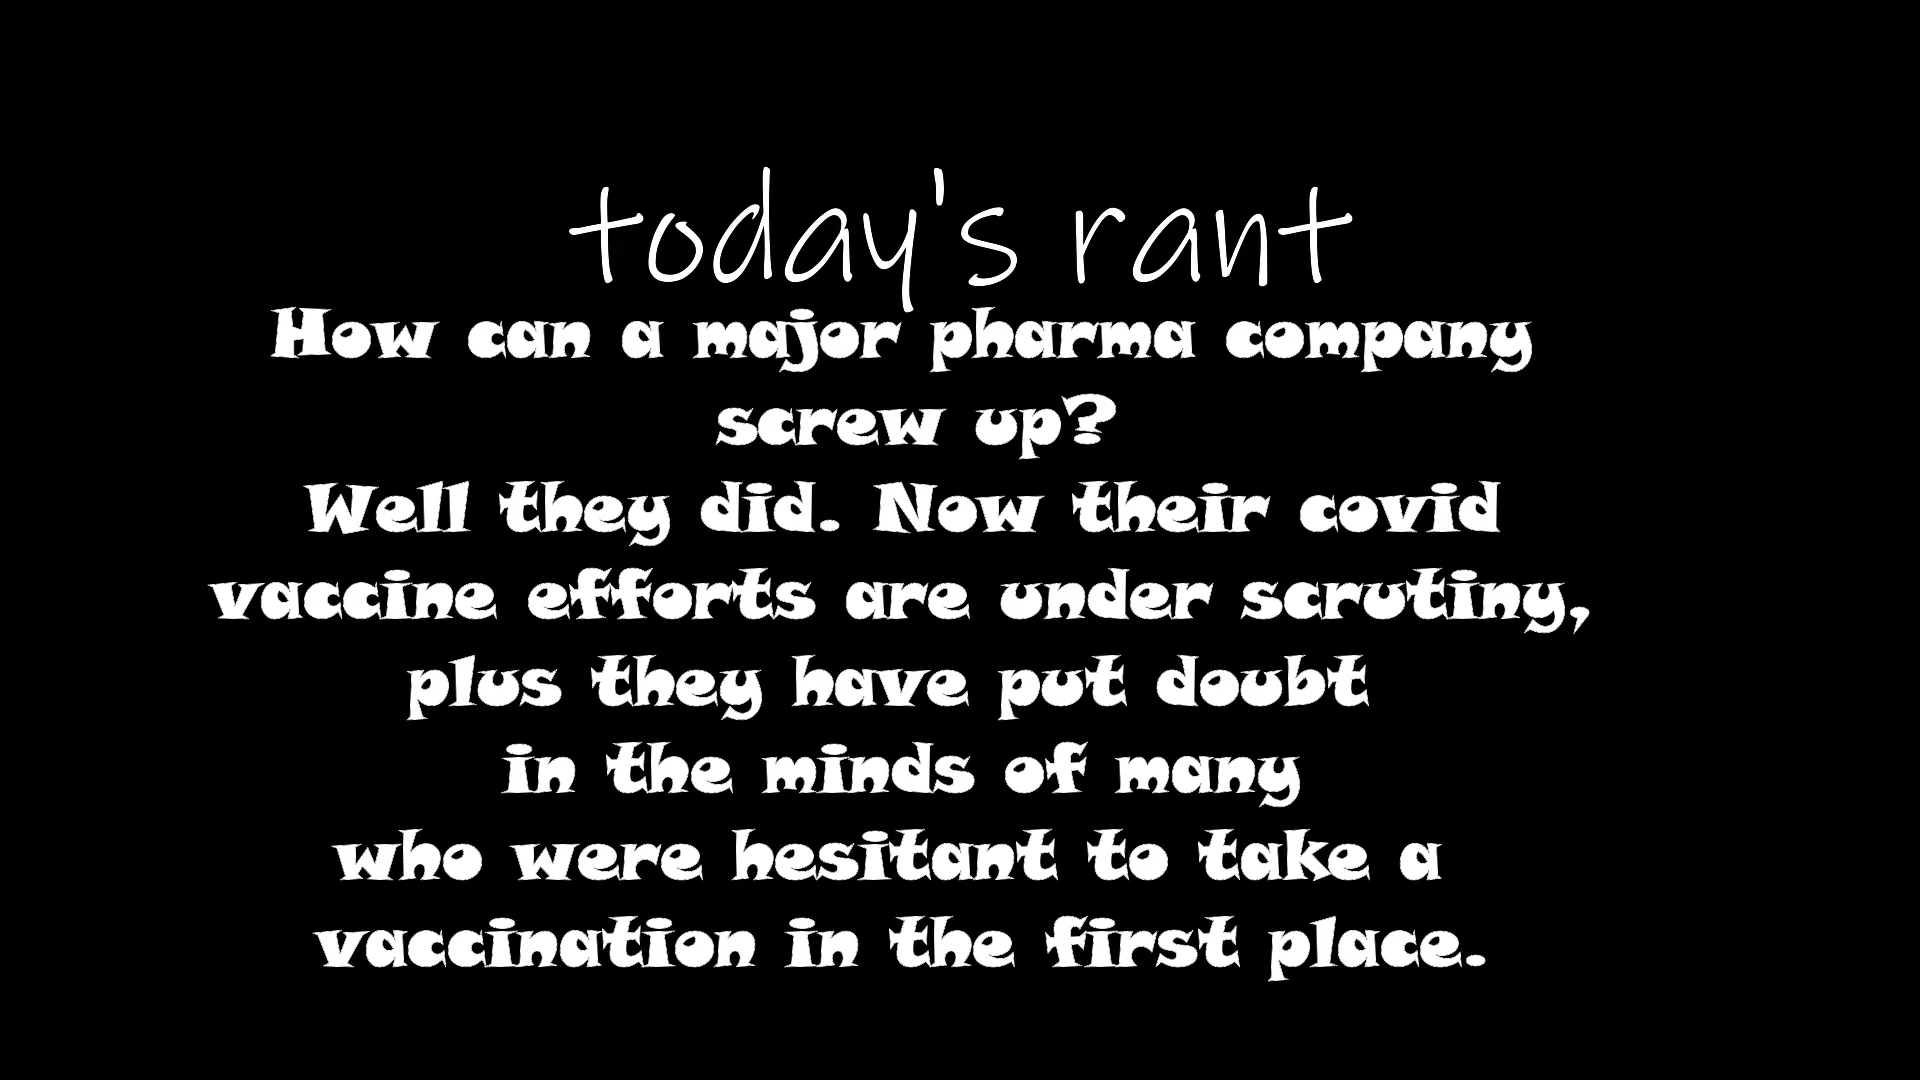 today's rant
How can a major pharma company
screw up?
Well they did. Now their covid
vaccine efforts are under scrutiny,
plus they have put doubt
in the minds of many
who were hesitant to take a
vaccination in the first place.